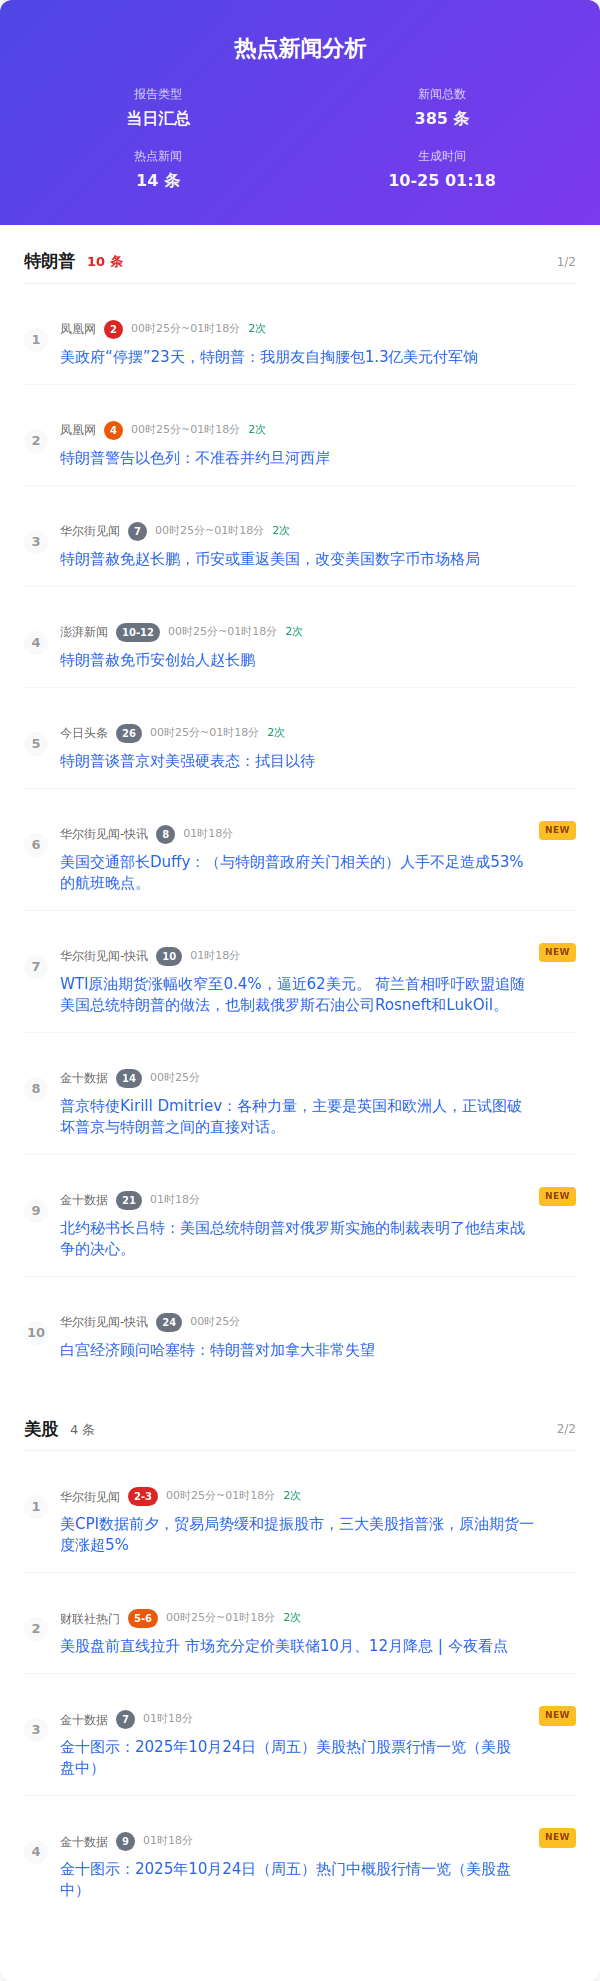 热点新闻分析
报告类型
新闻总数
当日汇总
385 条
热点新闻
生成时间
14 条
10-25 01:18
特朗普 10 条 1/2
1
凤凰网 2 00时25分~01时18分 2次
美政府“停摆”23天，特朗普：我朋友自掏腰包1.3亿美元付军饷
2
凤凰网 4 00时25分~01时18分 2次
特朗普警告以色列：不准吞并约旦河西岸
3
华尔街见闻 7 00时25分~01时18分 2次
特朗普赦免赵长鹏，币安或重返美国，改变美国数字币市场格局
4
澎湃新闻 10-12 00时25分~01时18分 2次
特朗普赦免币安创始人赵长鹏
5
今日头条 26 00时25分~01时18分 2次
特朗普谈普京对美强硬表态：拭目以待
6
华尔街见闻-快讯 8 01时18分 NEW
美国交通部长Duffy：（与特朗普政府关门相关的）人手不足造成53%
的航班晚点。
7
华尔街见闻-快讯 10 01时18分 NEW
WTI原油期货涨幅收窄至0.4%，逼近62美元。 荷兰首相呼吁欧盟追随
美国总统特朗普的做法，也制裁俄罗斯石油公司Rosneft和LukOil。
8
金十数据 14 00时25分
普京特使Kirill Dmitriev：各种力量，主要是英国和欧洲人，正试图破
坏普京与特朗普之间的直接对话。
9
金十数据 21 01时18分 NEW
北约秘书长吕特：美国总统特朗普对俄罗斯实施的制裁表明了他结束战
争的决心。
10
华尔街见闻-快讯 24 00时25分
白宫经济顾问哈塞特：特朗普对加拿大非常失望
美股 4 条 2/2
1
华尔街见闻 2-3 00时25分~01时18分 2次
美CPI数据前夕，贸易局势缓和提振股市，三大美股指普涨，原油期货一
度涨超5%
2
财联社热门 5-6 00时25分~01时18分 2次
美股盘前直线拉升 市场充分定价美联储10月、12月降息 | 今夜看点
3
金十数据 7 01时18分 NEW
金十图示：2025年10月24日（周五）美股热门股票行情一览（美股
盘中）
4
金十数据 9 01时18分 NEW
金十图示：2025年10月24日（周五）热门中概股行情一览（美股盘
中）